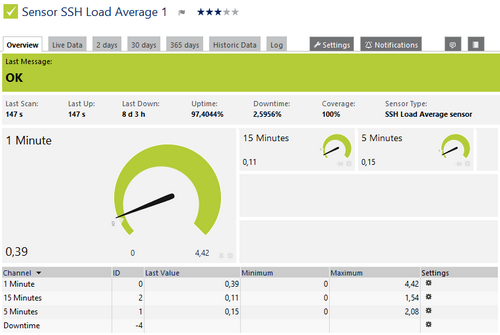 Sensor SSH Load Average 1
Overview Live Data 2 days 30 days 365 days Historic Data Log Settings Notifications
Last Message:
OK
Last Scan: Last Up: Last Down: Uptime: Downtime: Coverage: Sensor Type:
147 s 147 s 8 d 3 h 97,4044% 2,5956% 100% SSH Load Average sensor
1 Minute
15 Minutes
0,11
5 Minutes
0,15
0,39
0 4,42
Channel ID Last Value Minimum Maximum Settings
1 Minute 0 0,39 0 4,42
15 Minutes 2 0,11 0 1,54
5 Minutes 1 0,15 0 2,08
Downtime -4